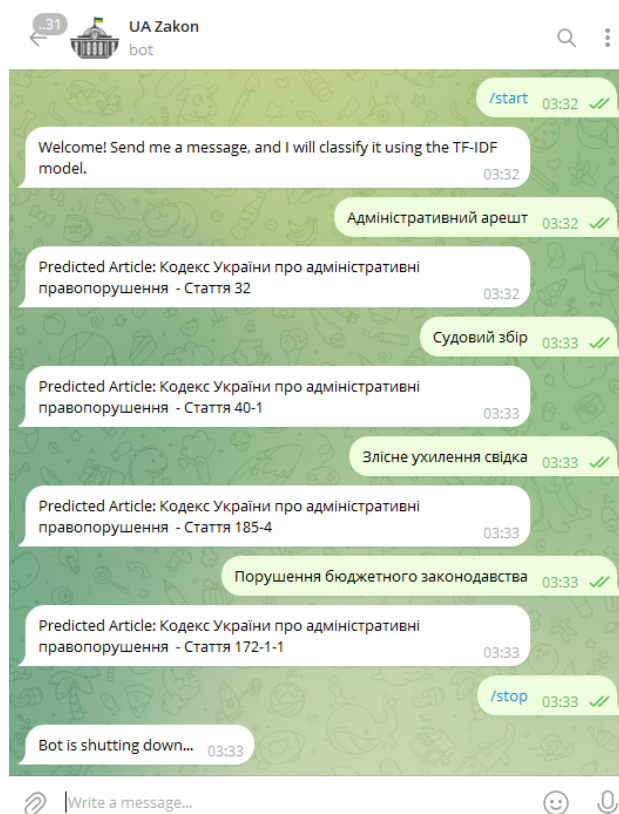 ..31
UA Zakon
bot
/start 03:32
Welcome! Send me a message, and I will classify it using the TF-IDF
model.
03:32
Адміністративний арешт 03:32
Predicted Article: Кодекс України про адміністративні
правопорушення - Стаття 32
03:32
Судовий збір 03:33
Predicted Article: Кодекс України про адміністративні
правопорушення - Стаття 40-1
03:33
Злісне ухилення свідка 03:33
Predicted Article: Кодекс України про адміністративні
правопорушення - Стаття 185-4
03:33
Порушення бюджетного законодавства 03:33
Predicted Article: Кодекс України про адміністративні
правопорушення - Стаття 172-1-1
03:33
/stop 03:33
Bot is shutting down... 03:33
Write a message...